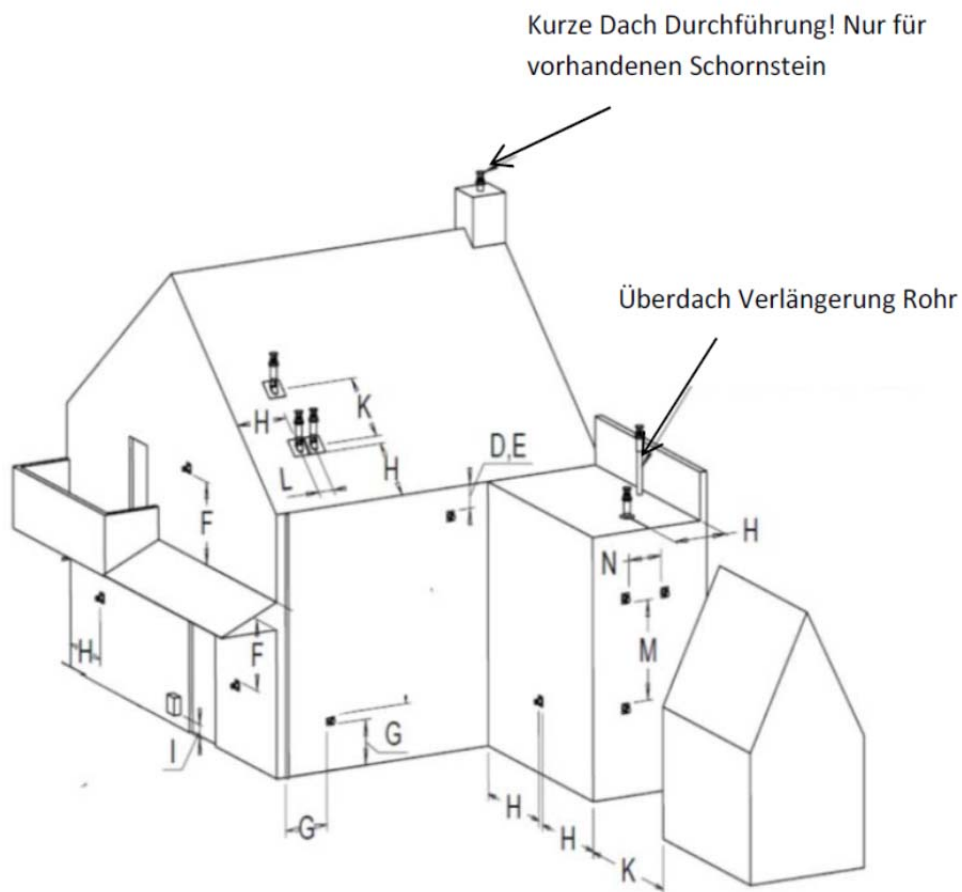 Kurze Dach Durchführung! Nur für
vorhandenen Schornstein
Überdach Verlängerung Rohr
K
H
D,E
L
H
F
H
N
M
H
F
I
G
G
H
H
K